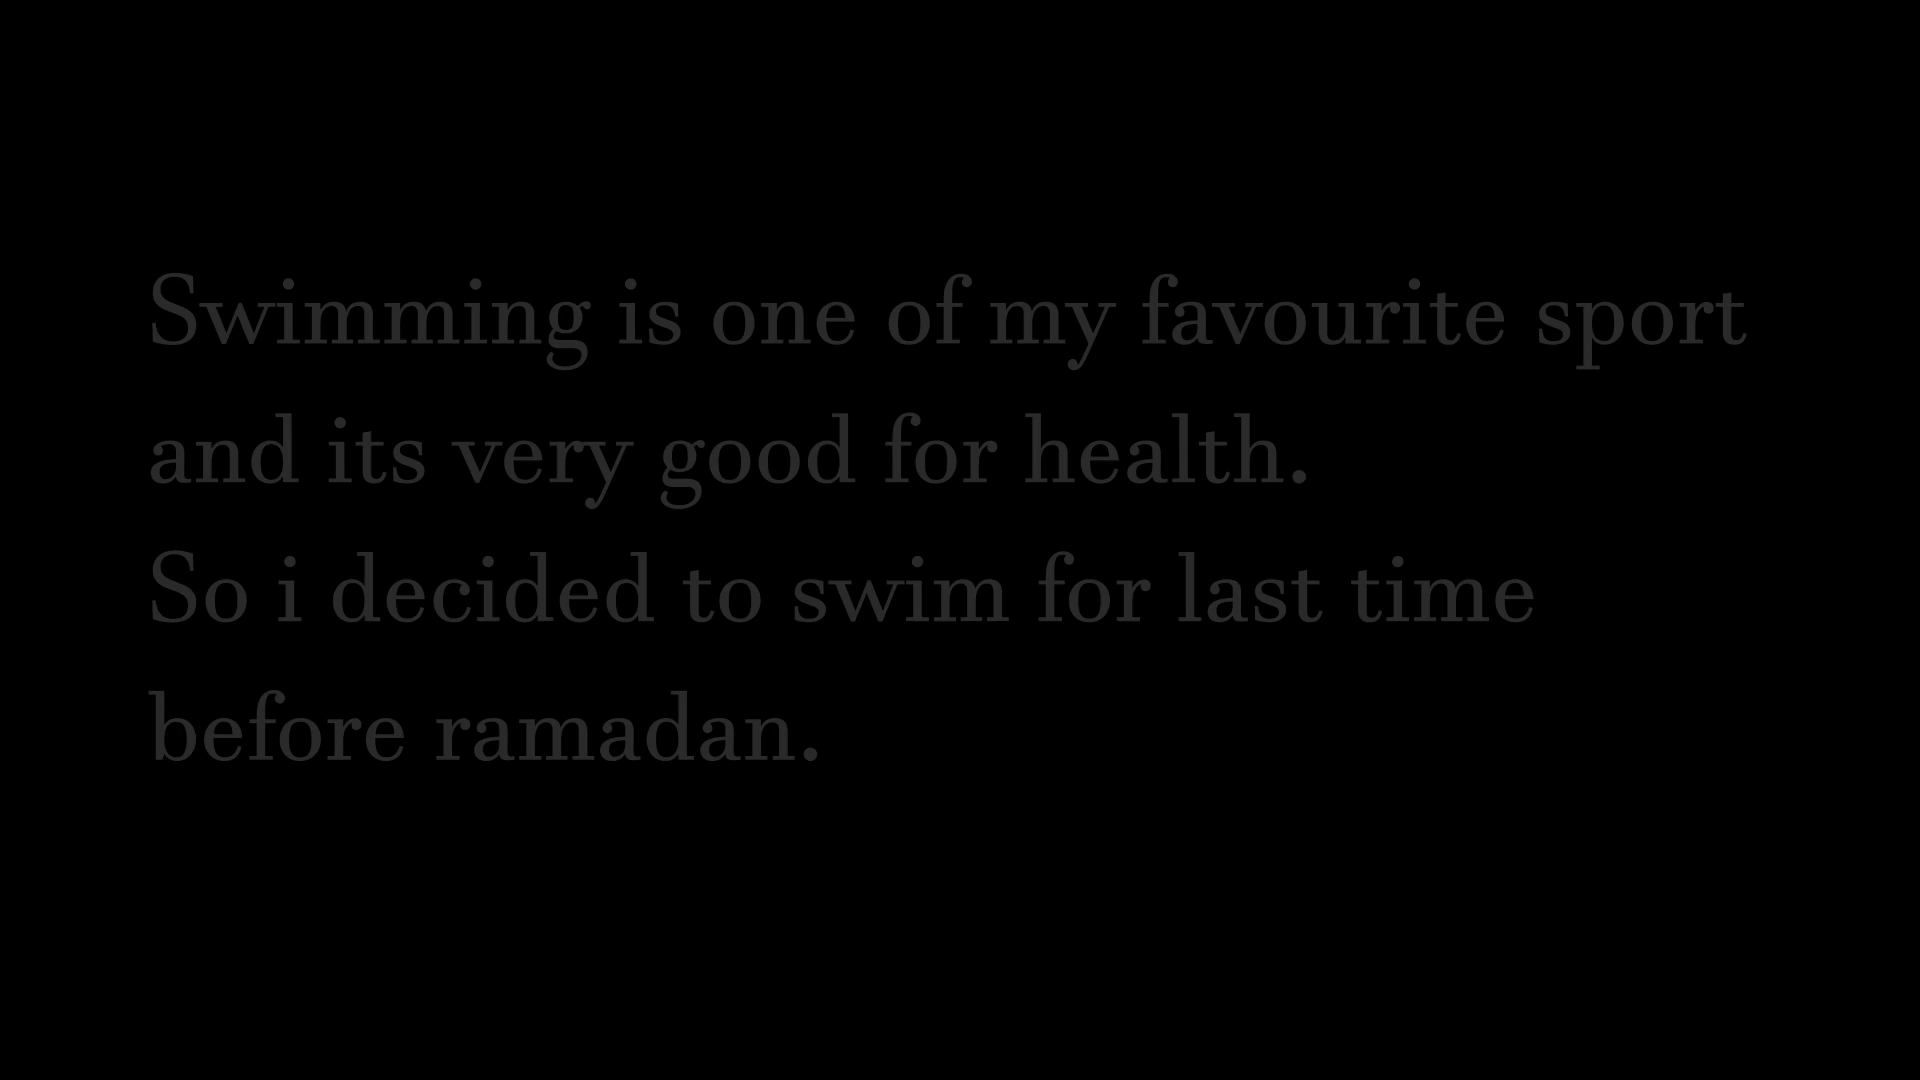 Swimming is one of my favourite sport
and its very good for health.
So i decided to swim for last time
before ramadan.